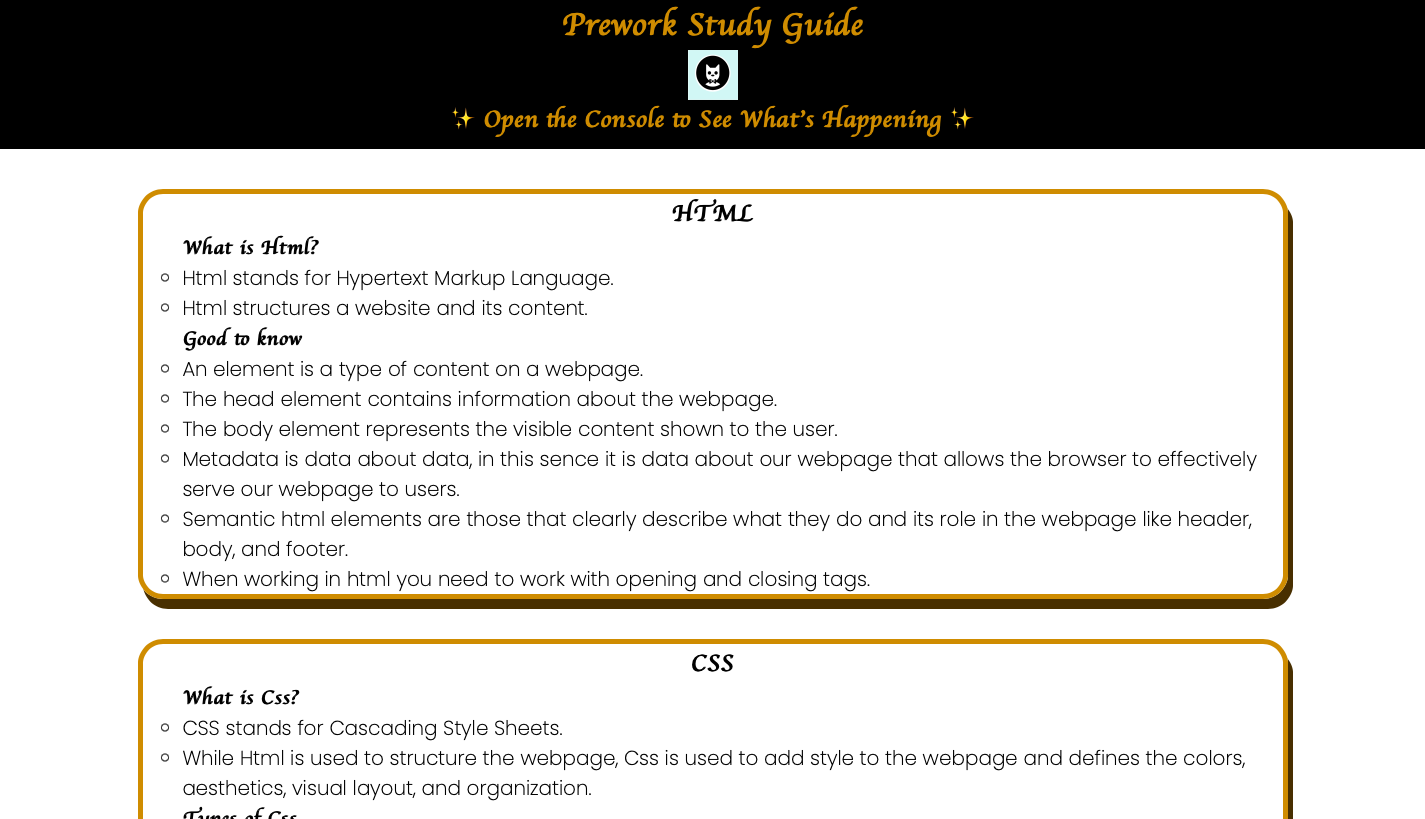 Prework Study Guide
✨ Open the Console to See What's Happening ✨
HTML
What is Html?
Html stands for Hypertext Markup Language.
Html structures a website and its content.
Good to know
An element is a type of content on a webpage.
The head element contains information about the webpage.
The body element represents the visible content shown to the user.
Metadata is data about data, in this sence it is data about our webpage that allows the browser to effectively
serve our webpage to users.
Semantic html elements are those that clearly describe what they do and its role in the webpage like header,
body, and footer.
When working in html you need to work with opening and closing tags.
CSS
What is Css?
CSS stands for Cascading Style Sheets.
While Html is used to structure the webpage, Css is used to add style to the webpage and defines the colors,
aesthetics, visual layout, and organization.
Types of Css